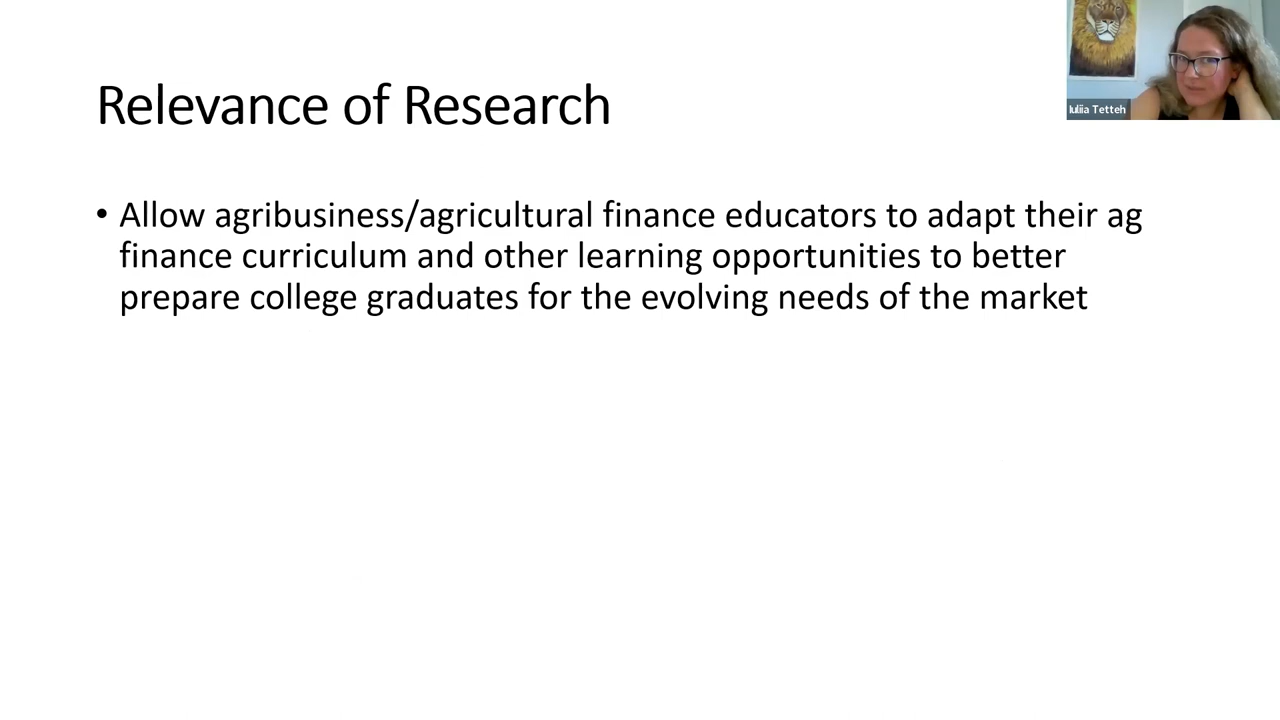 Relevance of Research
Iuliia Tetteh
• Allow agribusiness/agricultural finance educators to adapt their ag
finance curriculum and other learning opportunities to better
prepare college graduates for the evolving needs of the market